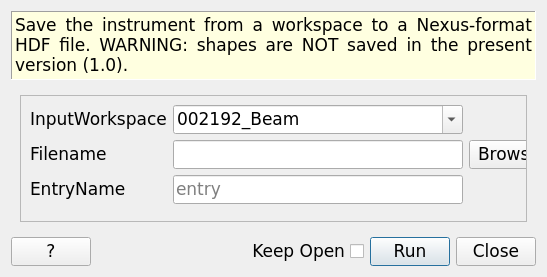 Save the instrument from a workspace to a Nexus-format
HDF file. WARNING: shapes are NOT saved in the present
version (1.0).
InputWorkspace 002192_Beam
Filename Brows
EntryName entry
? Keep Open Run Close